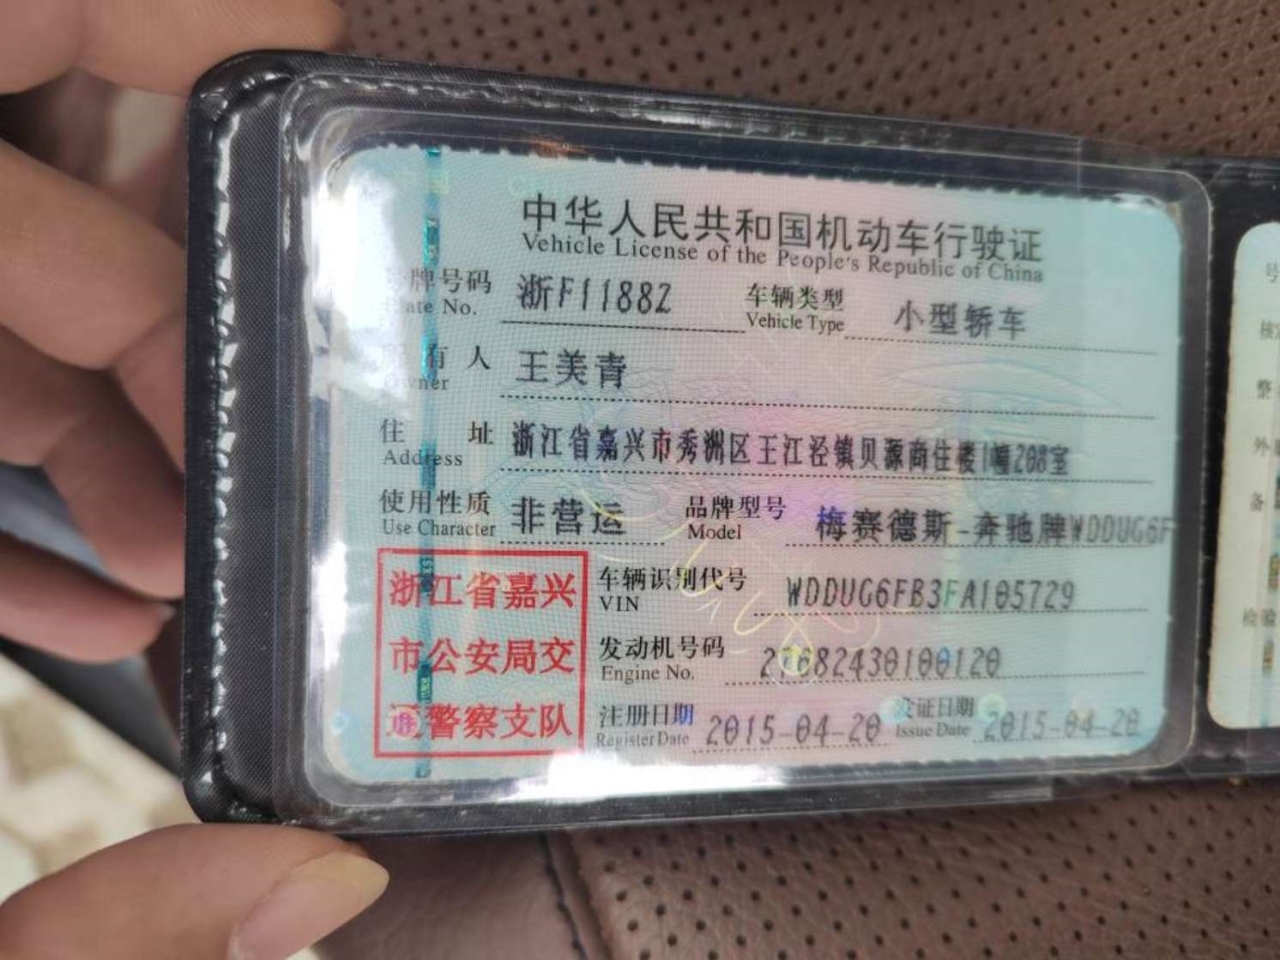 中华人民共和国机动车行驶证
Vehicle License of the People's Republic of China
牌号码 浙F11882 车辆类型 小型轿车
Plate No. Vehicle Type
所有人 王美青
Owner
住址 浙江省嘉兴市秀洲区王江泾镇贝源商住楼1幢208室
Address
使用性质 非营运 品牌型号 梅赛德斯-奔驰牌WDDUG6F
Use Character Model
浙江省嘉兴
市公安局交
通警察支队
车辆识别代号 WDDUG6FB3FA105729
VIN
发动机号码 27682430100120
Engine No.
注册日期 2015-04-20 发证日期 2015-04-20
Register Date Issue Date
号
核
整
外
备
检验